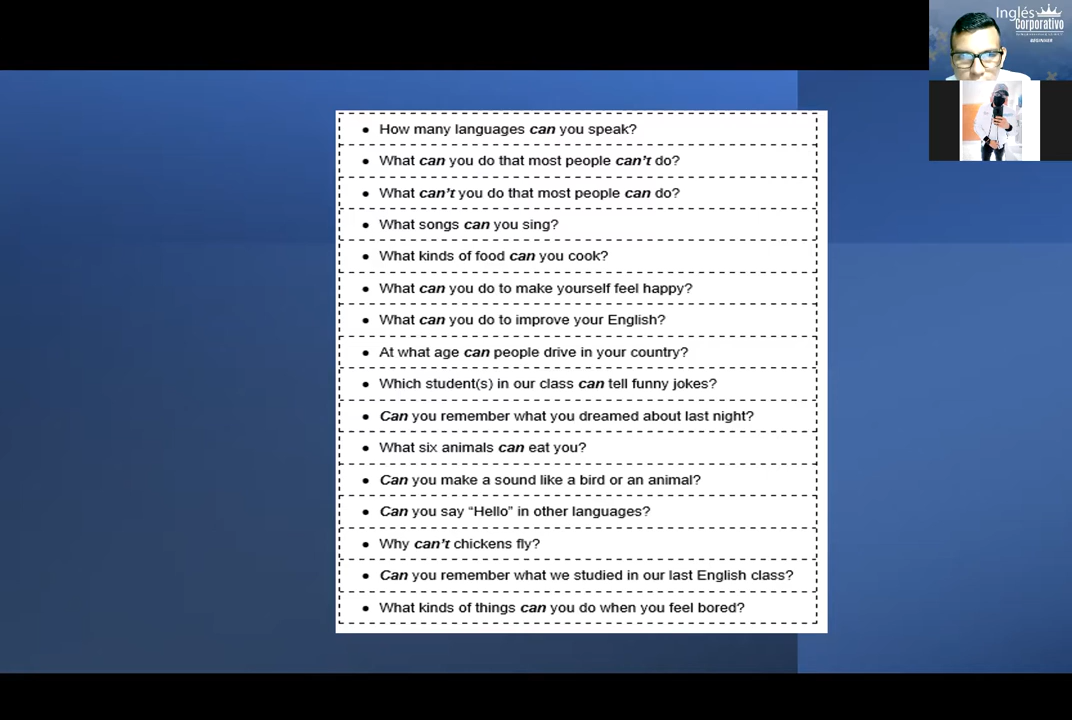 Inglés
Corporativo
BEGINNER
• How many languages can you speak?
• What can you do that most people can't do?
• What can't you do that most people can do?
• What songs can you sing?
• What kinds of food can you cook?
• What can you do to make yourself feel happy?
• What can you do to improve your English?
• At what age can people drive in your country?
• Which student(s) in our class can tell funny jokes?
• Can you remember what you dreamed about last night?
• What six animals can eat you?
• Can you make a sound like a bird or an animal?
• Can you say “Hello” in other languages?
• Why can't chickens fly?
• Can you remember what we studied in our last English class?
• What kinds of things can you do when you feel bored?